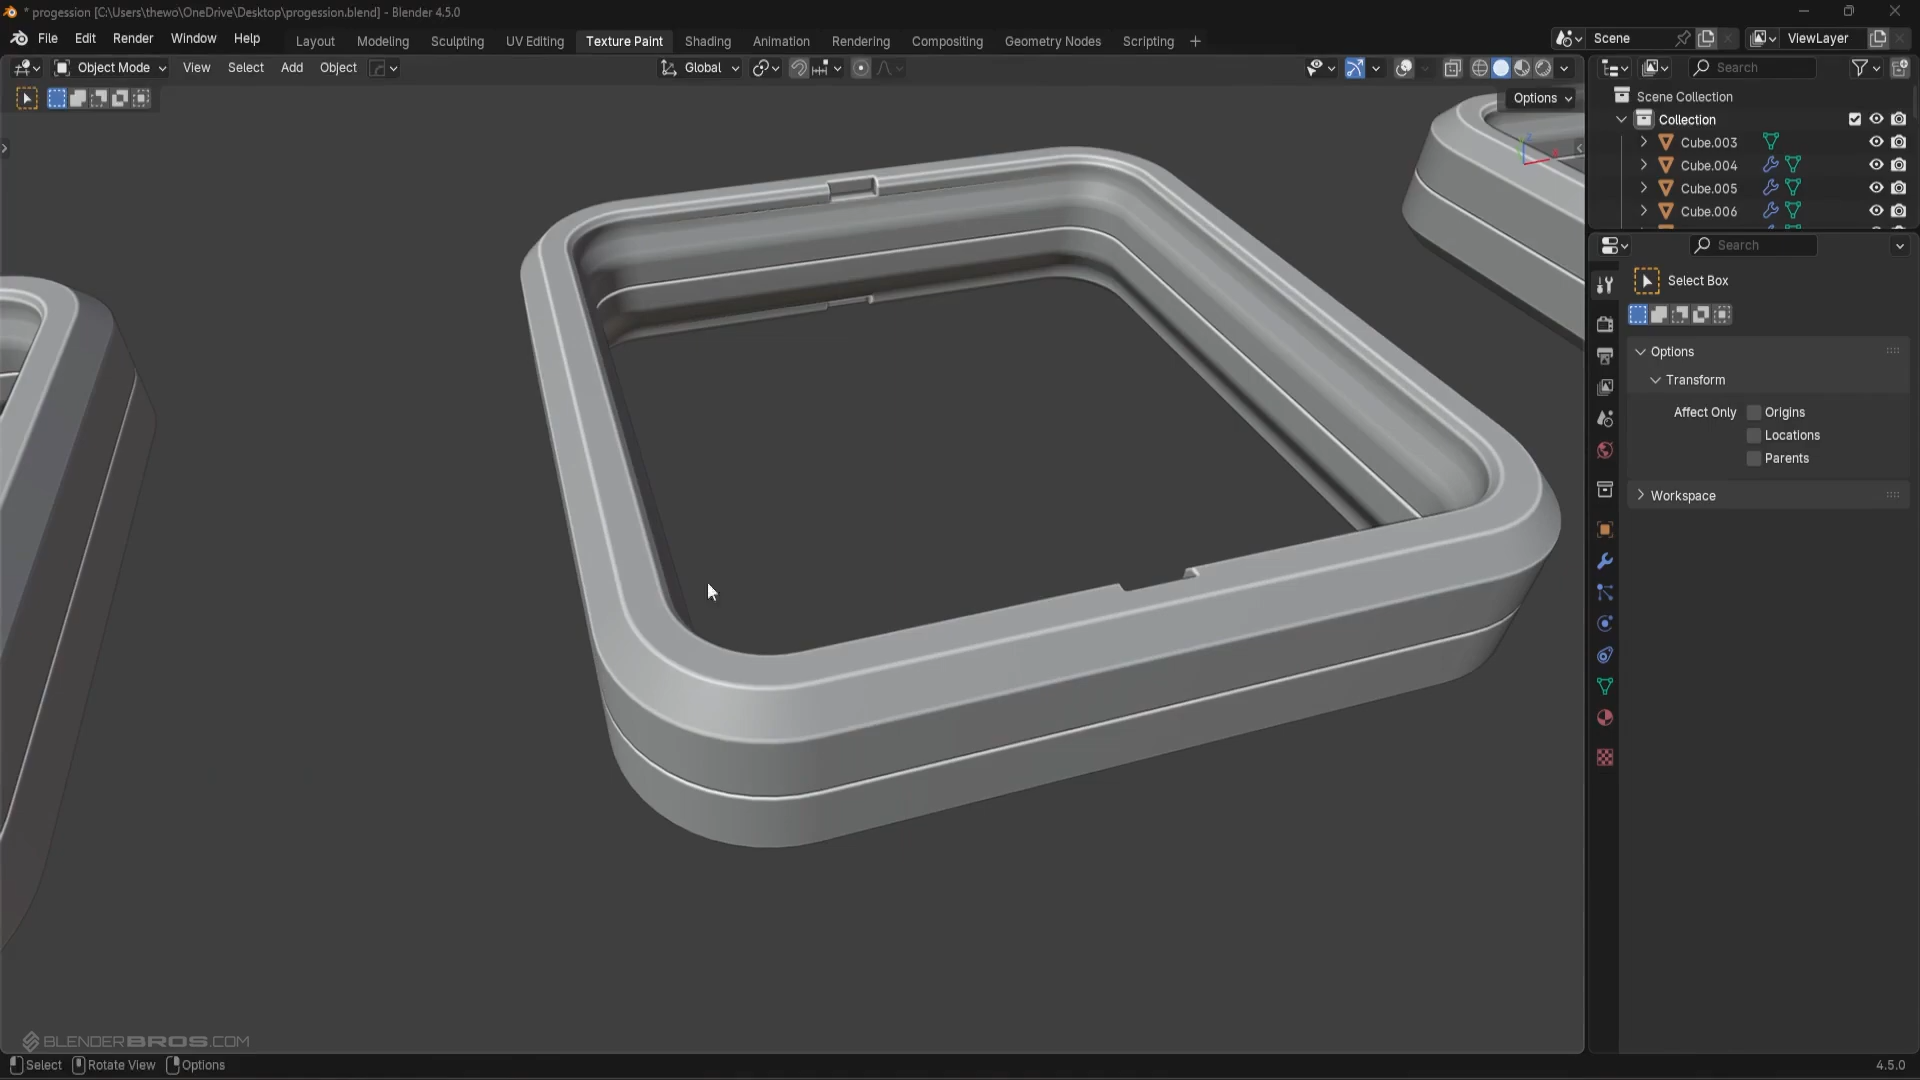 * progession [C:\Users\thewo\OneDrive\Desktop\progession.blend] - Blender 4.5.0
File Edit Render Window Help Layout Modeling Sculpting UV Editing Texture Paint Shading Animation Rendering Compositing Geometry Nodes Scripting + Scene ViewLayer
Object Mode View Select Add Object Global Search
Options
Scene Collection
Collection
Cube.003
Cube.004
Cube.005
Cube.006
Search
Select Box
Options
Transform
Affect Only Origins
Locations
Parents
Workspace
BLENDERBROS.COM
Select Rotate View Options 4.5.0